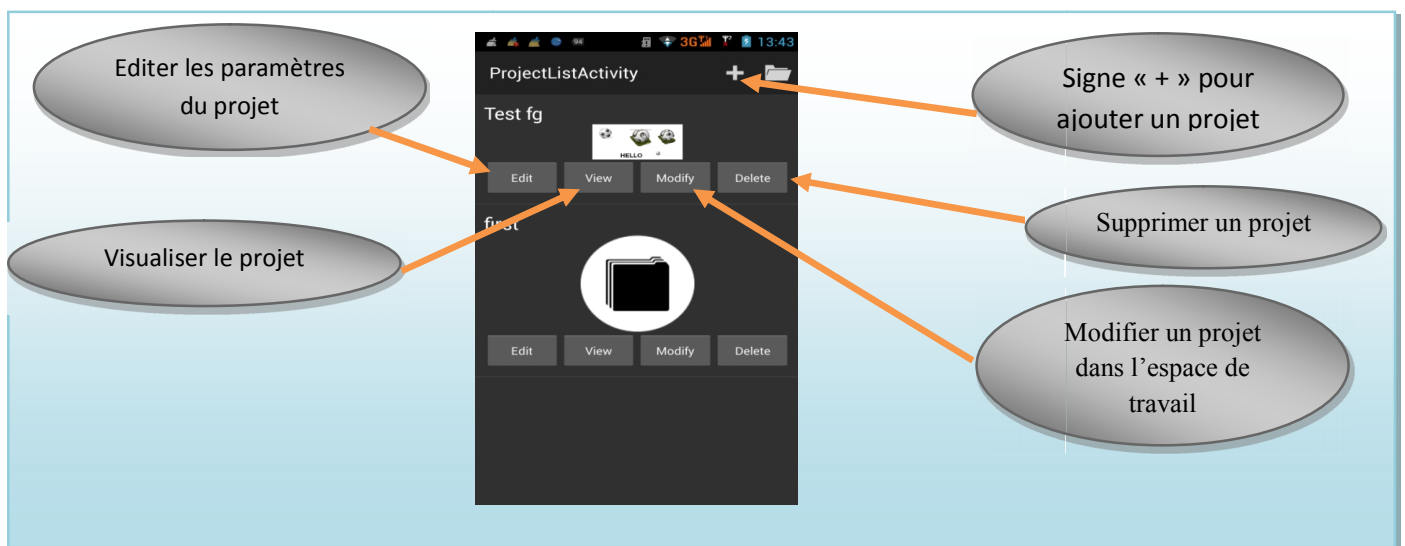 Editer les paramètres
du projet
Visualiser le projet
94 3G 13:43
ProjectListActivity
Test fg
HELLO
Edit View Modify Delete
first
Edit View Modify Delete
Signe « + » pour
ajouter un projet
Supprimer un projet
Modifier un projet
dans l’espace de
travail